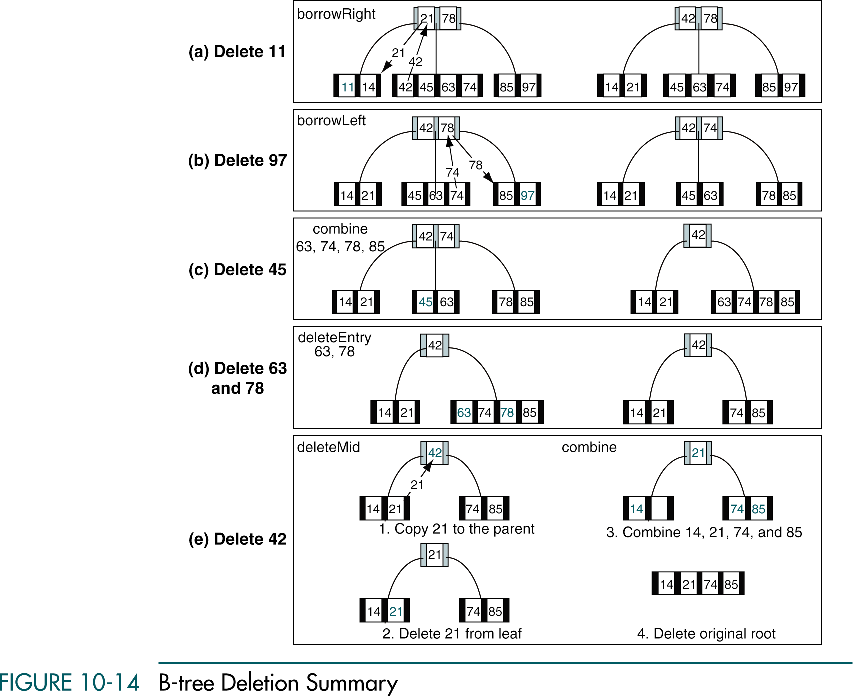 borrowRight
21 78
21
42
(a) Delete 11
11 14 42 45 63 74 85 97
42 78
14 21 45 63 74 85 97
borrowLeft
42 78
78
74
(b) Delete 97
14 21 45 63 74 85 97
42 74
14 21 45 63 78 85
combine
63, 74, 78, 85
42 74
(c) Delete 45
14 21 45 63 78 85
42
14 21 63 74 78 85
deleteEntry
63, 78
42
(d) Delete 63
and 78
14 21 63 74 78 85
42
14 21 74 85
deleteMid
42
21
14 21 74 85
1. Copy 21 to the parent
(e) Delete 42
21
14 21 74 85
2. Delete 21 from leaf
combine
21
14 74 85
3. Combine 14, 21, 74, and 85
14 21 74 85
4. Delete original root
FIGURE 10-14 B-tree Deletion Summary